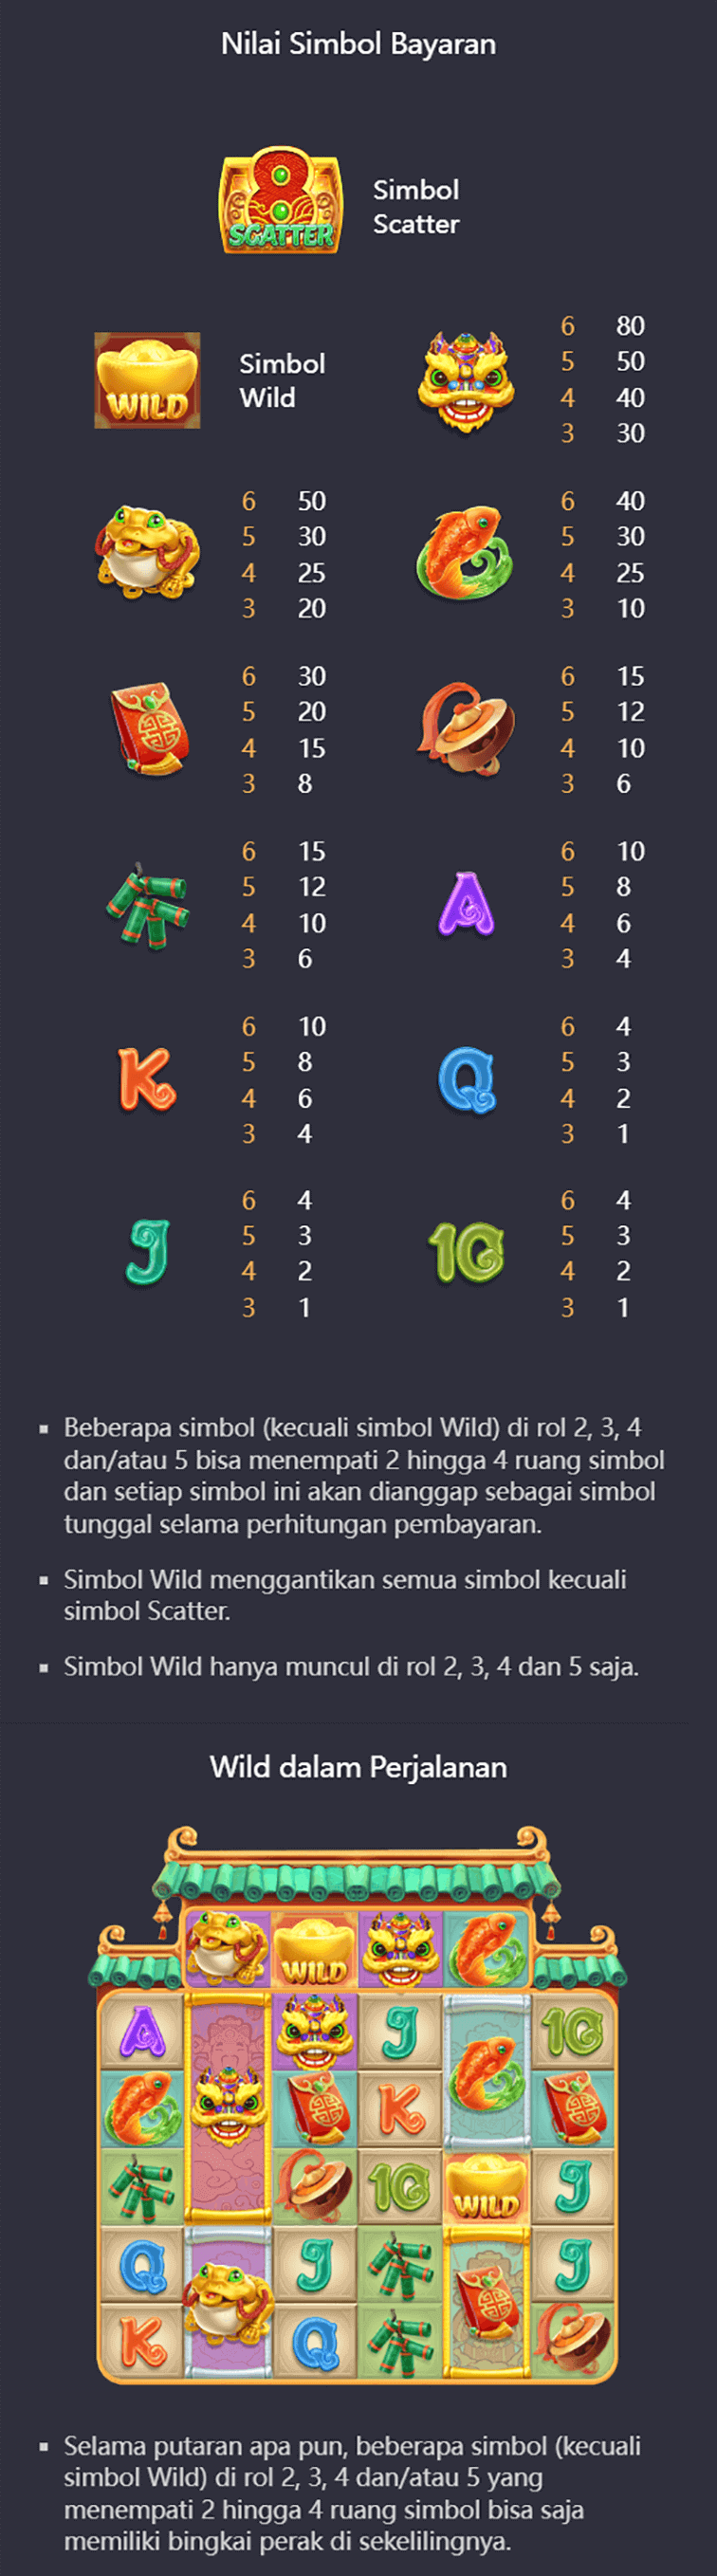 Nilai Simbol Bayaran
SCATTER
Simbol
Scatter
WILD
Simbol
Wild
6 80
5 50
4 40
3 30
6 50
5 30
4 25
3 20
6 40
5 30
4 25
3 10
6 30
5 20
4 15
3 8
6 15
5 12
4 10
3 6
6 15
5 12
4 10
3 6
A
6 10
5 8
6 4
4 6
3 4
K
6 10
5 8
4 6
3 4
Q
6 4
5 3
4 2
3 1
J
6 4
5 3
4 2
3 1
10
6 4
5 3
4 2
3 1
▪ Beberapa simbol (kecuali simbol Wild) di rol 2, 3, 4
dan/atau 5 bisa menempati 2 hingga 4 ruang simbol
dan setiap simbol ini akan dianggap sebagai simbol
tunggal selama perhitungan pembayaran.
▪ Simbol Wild menggantikan semua simbol kecuali
simbol Scatter.
▪ Simbol Wild hanya muncul di rol 2, 3, 4 dan 5 saja.
Wild dalam Perjalanan
WILD
A J 10
K
10 WILD J
Q J J
K Q
▪ Selama putaran apa pun, beberapa simbol (kecuali
simbol Wild) di rol 2, 3, 4 dan/atau 5 yang
menempati 2 hingga 4 ruang simbol bisa saja
memiliki bingkai perak di sekelilingnya.